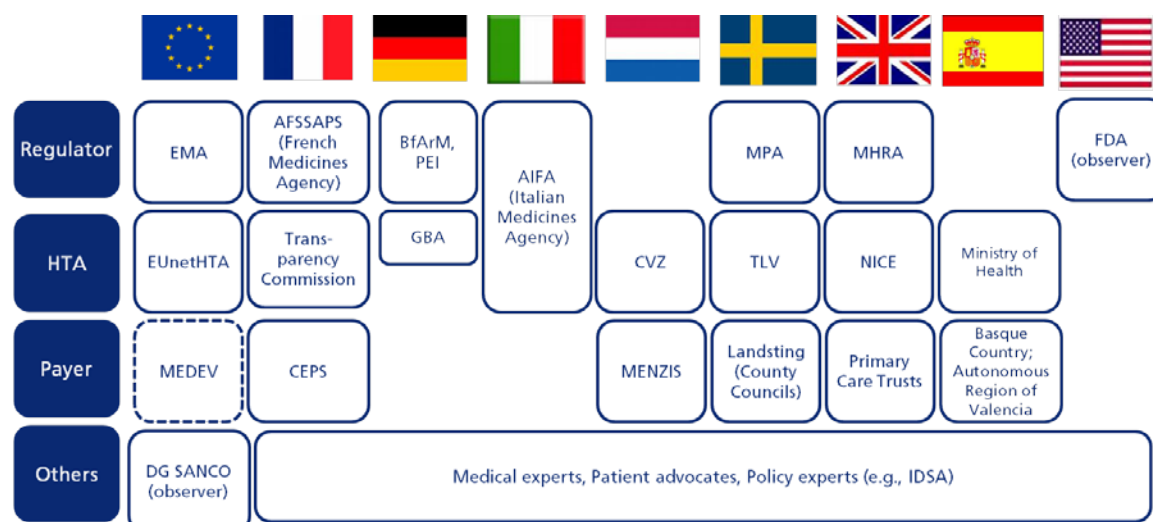 Regulator
EMA
AFSSAPS
(French
Medicines
Agency)
BfArM,
PEI
AIFA
(Italian
Medicines
Agency)
MPA
MHRA
FDA
(observer)
HTA
EUnetHTA
Trans-
parency
Commission
GBA
CVZ
TLV
NICE
Ministry of
Health
Payer
MEDEV
CEPS
MENZIS
Landsting
(County
Councils)
Primary
Care Trusts
Basque
Country;
Autonomous
Region of
Valencia
Others
DG SANCO
(observer)
Medical experts, Patient advocates, Policy experts (e.g., IDSA)